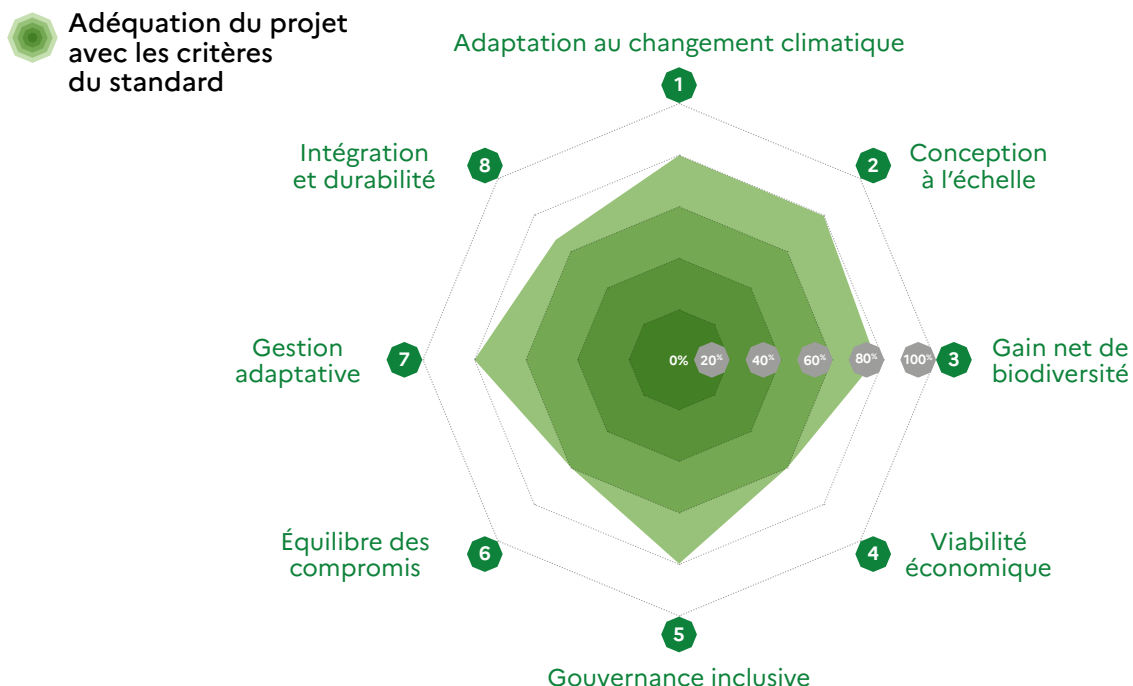 Adéquation du projet
avec les critères
du standard
Adaptation au changement climatique
1
2
Conception
à l'échelle
3
Gain net de
biodiversité
4
Viabilité
économique
5
Gouvernance inclusive
6
Équilibre des
compromis
7
Gestion
adaptative
8
Intégration
et durabilité
0% 20% 40% 60% 80% 100%